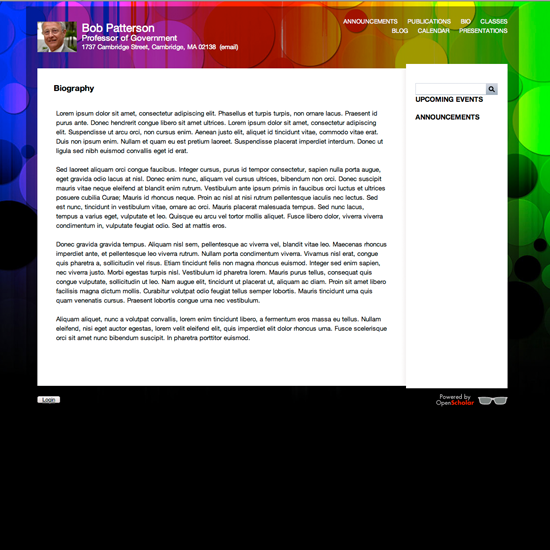 Bob Patterson
Professor of Government
1737 Cambridge Street, Cambridge, MA 02138 (email)
ANNOUNCEMENTS PUBLICATIONS BIO CLASSES
BLOG CALENDAR PRESENTATIONS
Biography
Lorem ipsum dolor sit amet, consectetur adipiscing elit. Phasellus et turpis turpis, non ornare lacus. Praesent id
purus ante. Donec hendrerit congue libero sit amet ultrices. Lorem ipsum dolor sit amet, consectetur adipiscing
elit. Suspendisse ut arcu orci, non cursus enim. Aenean justo elit, aliquet id tincidunt vitae, commodo vitae erat.
Duis non ipsum enim. Nullam et quam eu est pretium laoreet. Suspendisse placerat imperdiet interdum. Donec ut
ligula sed nibh euismod convallis eget id erat.
Sed laoreet aliquam orci congue faucibus. Integer cursus, purus id tempor consectetur, sapien nulla porta augue,
eget gravida odio lacus at nisl. Donec enim nunc, aliquam vel cursus ultrices, bibendum non orci. Donec suscipit
mauris vitae neque eleifend at blandit enim rutrum. Vestibulum ante ipsum primis in faucibus orci luctus et ultrices
posuere cubilia Curae; Mauris id rhoncus neque. Proin ac nisl at nisi rutrum pellentesque iaculis nec lectus. Sed
est nunc, tincidunt in vestibulum vitae, ornare ac orci. Mauris placerat malesuada tempus. Sed nunc lacus,
tempus a varius eget, vulputate et leo. Quisque eu arcu vel tortor mollis aliquet. Fusce libero dolor, viverra viverra
condimentum in, vulputate feugiat odio. Sed at mattis eros.
Donec gravida gravida tempus. Aliquam nisl sem, pellentesque ac viverra vel, blandit vitae leo. Maecenas rhoncus
imperdiet ante, et pellentesque leo viverra rutrum. Nullam porta condimentum viverra. Vivamus nisl erat, congue
quis pharetra a, sollicitudin vel risus. Etiam tincidunt felis non magna rhoncus euismod. Integer sed enim sapien,
nec viverra justo. Morbi egestas turpis nisl. Vestibulum id pharetra lorem. Mauris purus tellus, consequat quis
congue vulputate, sollicitudin ut leo. Nam augue elit, tincidunt ut placerat ut, aliquam ac diam. Proin sit amet libero
facilisis magna dictum mollis. Curabitur volutpat odio feugiat tellus semper lobortis. Mauris tincidunt urna quis
quam venenatis cursus. Praesent lobortis congue urna nec vestibulum.
Aliquam aliquet, nunc a volutpat convallis, lorem enim tincidunt libero, a fermentum eros massa eu tellus. Nullam
eleifend, nisi eget auctor egestas, lorem velit eleifend elit, quis imperdiet elit dolor rhoncus urna. Fusce scelerisque
orci sit amet nunc bibendum suscipit. In pharetra porttitor euismod.
UPCOMING EVENTS
ANNOUNCEMENTS
Login
Powered by
OpenScholar